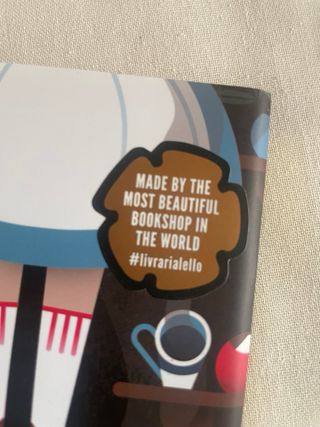 MADE BY THE
MOST BEAUTIFUL
BOOKSHOP IN
THE WORLD
#livrarialello